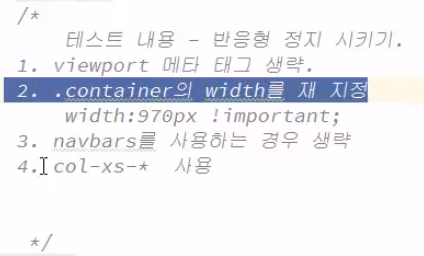 /*
테스트 내용 - 반응형 정지 시키기.
1. viewport 메타 태그 생략.
2. .container의 width를 재 지정
width:970px !important;
3. navbars를 사용하는 경우 생략
4. col-xs-* 사용
*/